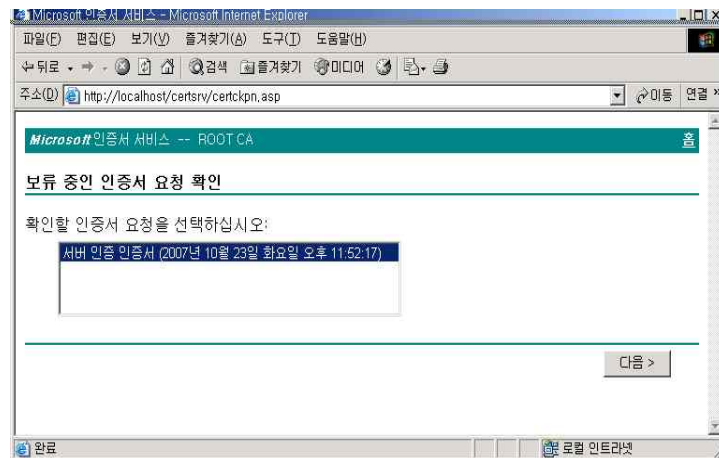 Microsoft 인증서 서비스 - Microsoft Internet Explorer
파일(F) 편집(E) 보기(V) 즐겨찾기(A) 도구(T) 도움말(H)
뒤로 검색 즐겨찾기 미디어
주소(D) http://localhost/certsrv/certckpn.asp 이동 연결 »
Microsoft 인증서 서비스 -- ROOT CA 홈
보류 중인 인증서 요청 확인
확인할 인증서 요청을 선택하십시오:
서버 인증 인증서 (2007년 10월 23일 화요일 오후 11:52:17)
다음 >
완료 로컬 인트라넷